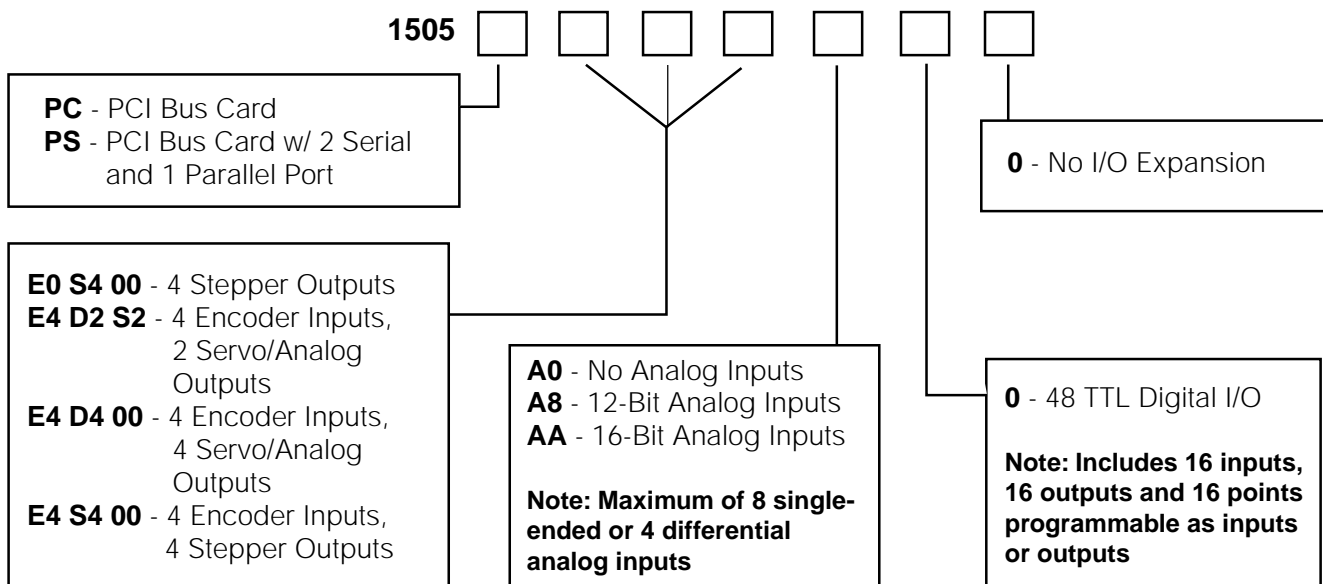 1505
PC - PCI Bus Card
PS - PCI Bus Card w/ 2 Serial
and 1 Parallel Port
0 - No I/O Expansion
E0 S4 00 - 4 Stepper Outputs
E4 D2 S2 - 4 Encoder Inputs,
2 Servo/Analog
Outputs
E4 D4 00 - 4 Encoder Inputs,
4 Servo/Analog
Outputs
E4 S4 00 - 4 Encoder Inputs,
4 Stepper Outputs
A0 - No Analog Inputs
A8 - 12-Bit Analog Inputs
AA - 16-Bit Analog Inputs
Note: Maximum of 8 single-
ended or 4 differential
analog inputs
0 - 48 TTL Digital I/O
Note: Includes 16 inputs,
16 outputs and 16 points
programmable as inputs
or outputs